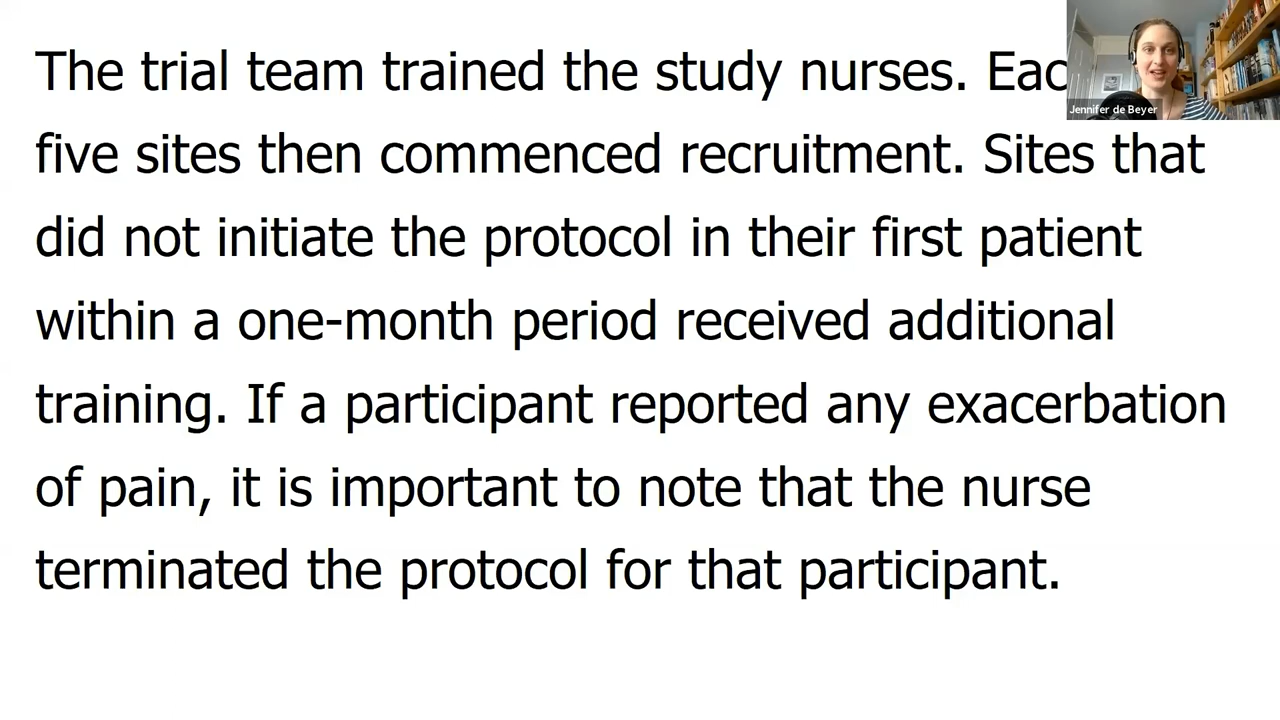 The trial team trained the study nurses.
Jennifer de Beyer
five sites then commenced recruitment. Sites that
did not initiate the protocol in their first patient
within a one-month period received additional
training. If a participant reported any exacerbation
of pain, it is important to note that the nurse
terminated the protocol for that participant.